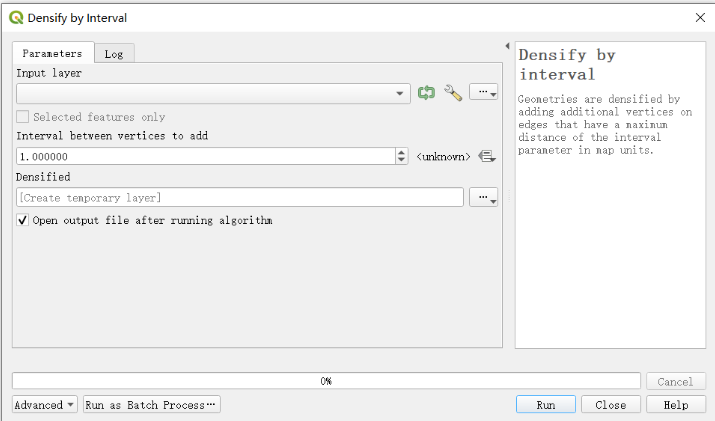 Densify by Interval
Parameters
Log
Input layer
Selected features only
Interval between vertices to add
1.000000
<unknown>
Densified
[Create temporary layer]
Open output file after running algorithm
Densify by
interval
Geometries are densified by
adding additional vertices on
edges that have a maximum
distance of the interval
parameter in map units.
0%
Cancel
Advanced
Run as Batch Process…
Run
Close
Help